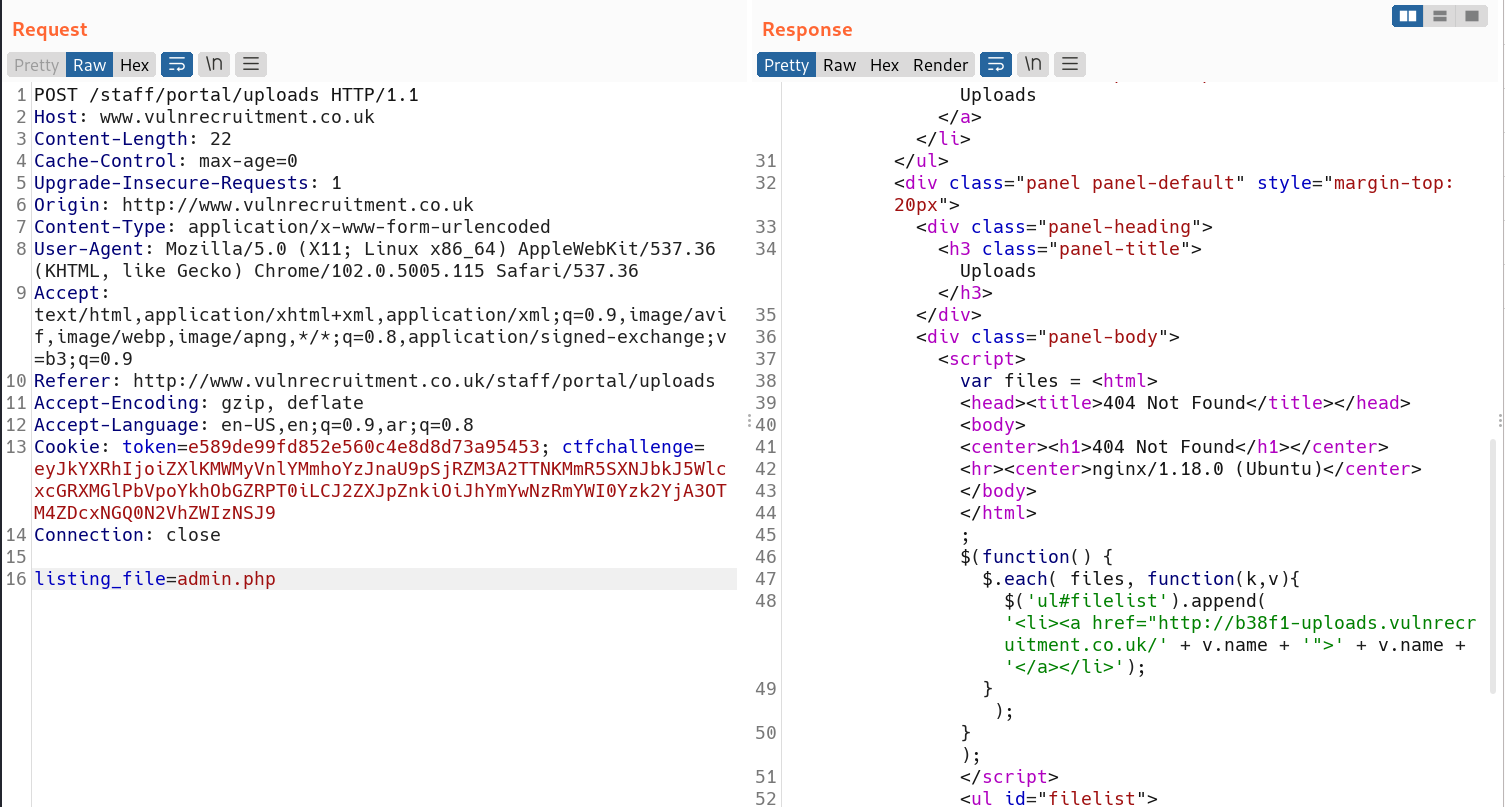 Request
Pretty Raw Hex \n
1 POST /staff/portal/uploads HTTP/1.1
2 Host: www.vulnrecruitment.co.uk
3 Content-Length: 22
4 Cache-Control: max-age=0
5 Upgrade-Insecure-Requests: 1
6 Origin: http://www.vulnrecruitment.co.uk
7 Content-Type: application/x-www-form-urlencoded
8 User-Agent: Mozilla/5.0 (X11; Linux x86_64) AppleWebKit/537.36
(KHTML, like Gecko) Chrome/102.0.5005.115 Safari/537.36
9 Accept:
text/html,application/xhtml+xml,application/xml;q=0.9,image/avi
f,image/webp,image/apng,*/*;q=0.8,application/signed-exchange;v
=b3;q=0.9
10 Referer: http://www.vulnrecruitment.co.uk/staff/portal/uploads
11 Accept-Encoding: gzip, deflate
12 Accept-Language: en-US,en;q=0.9,ar;q=0.8
13 Cookie: token=e589de99fd852e560c4e8d8d73a95453; ctfchallenge=
eyJkYXRhIjoiZXlKMWMyVnlYMmhoYzJnaU9pSjRZM3A2TTNKMmR5SXNJbkJ5Wlc
xcGRXMGlPbVpoYkhObGZRPT0iLCJ2ZXJpZnkiOiJhYmYwNzRmYWI0Yzk2YjA3OT
M4ZDcxNGQ0N2VhZWIzNSJ9
14 Connection: close
15
16 listing_file=admin.php
Response
Pretty Raw Hex Render \n
Uploads
</a>
</li>
31 </ul>
32 <div class="panel panel-default" style="margin-top:
20px">
33 <div class="panel-heading">
34 <h3 class="panel-title">
Uploads
</h3>
35 </div>
36 <div class="panel-body">
37 <script>
38 var files = <html>
39 <head><title>404 Not Found</title></head>
40 <body>
41 <center><h1>404 Not Found</h1></center>
42 <hr><center>nginx/1.18.0 (Ubuntu)</center>
43 </body>
44 </html>
45 ;
46 $(function() {
47 $.each( files, function(k,v){
48 $('ul#filelist').append(
'<li><a href="http://b38f1-uploads.vulnrecr
uitment.co.uk/' + v.name + '">' + v.name +
'</a></li>');
49 }
);
50 }
);
51 </script>
52 <ul id="filelist">